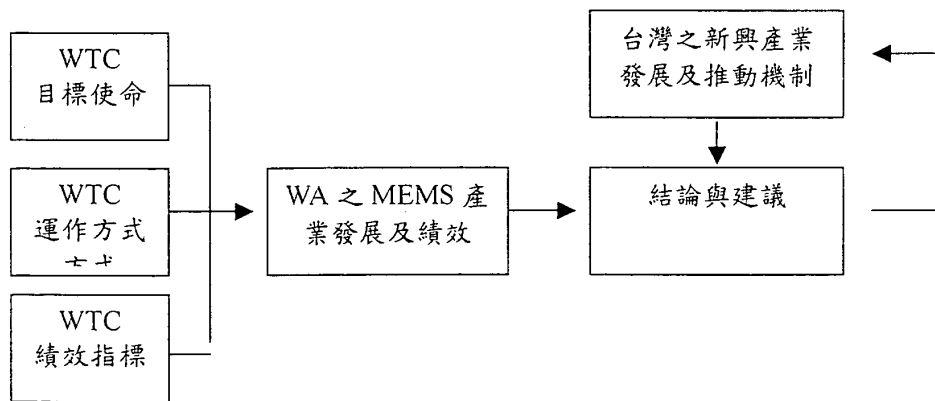 WTC
目標使命
WTC
運作方式
方式
WTC
績效指標
WA 之 MEMS 產
業發展及績效
台灣之新興產業
發展及推動機制
結論與建議